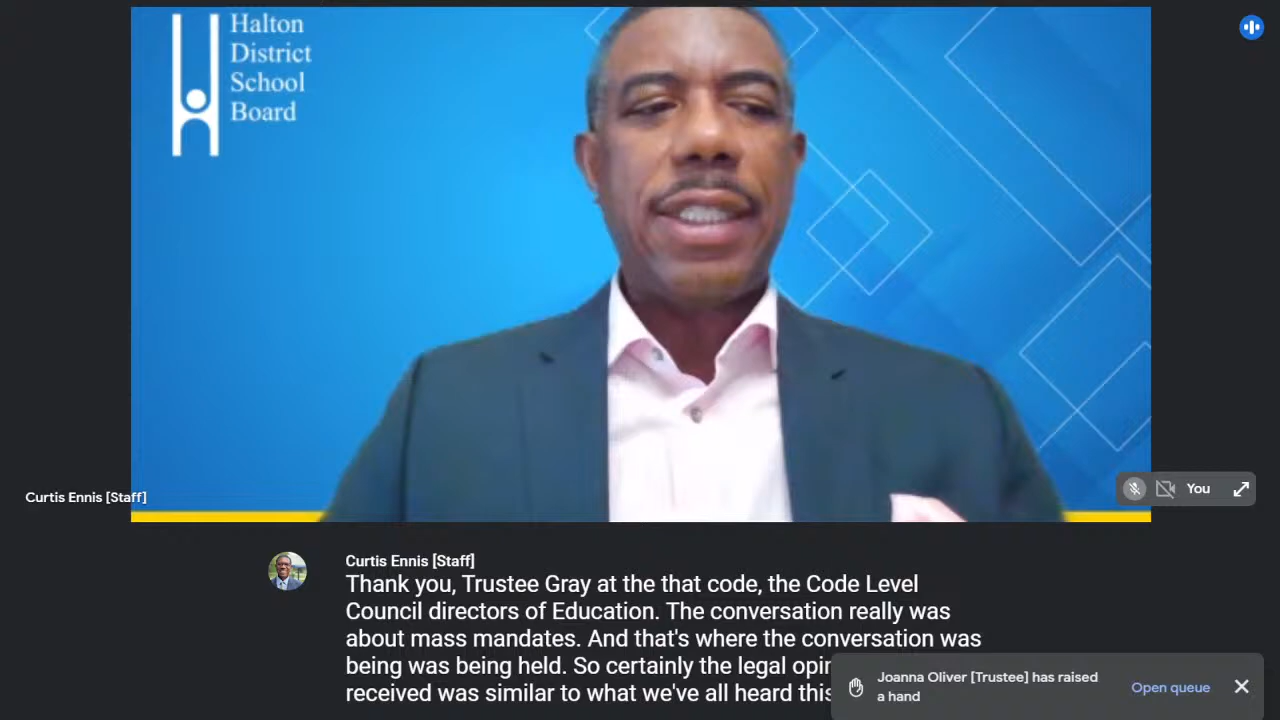 Halton
District
School
Board
Curtis Ennis [Staff]
You
Curtis Ennis [Staff]
Thank you, Trustee Gray at the that code, the Code Level
Council directors of Education. The conversation really was
about mass mandates. And that's where the conversation was
being was being held. So certainly the legal opin
received was similar to what we've all heard this
Joanna Oliver [Trustee] has raised
a hand
Open queue